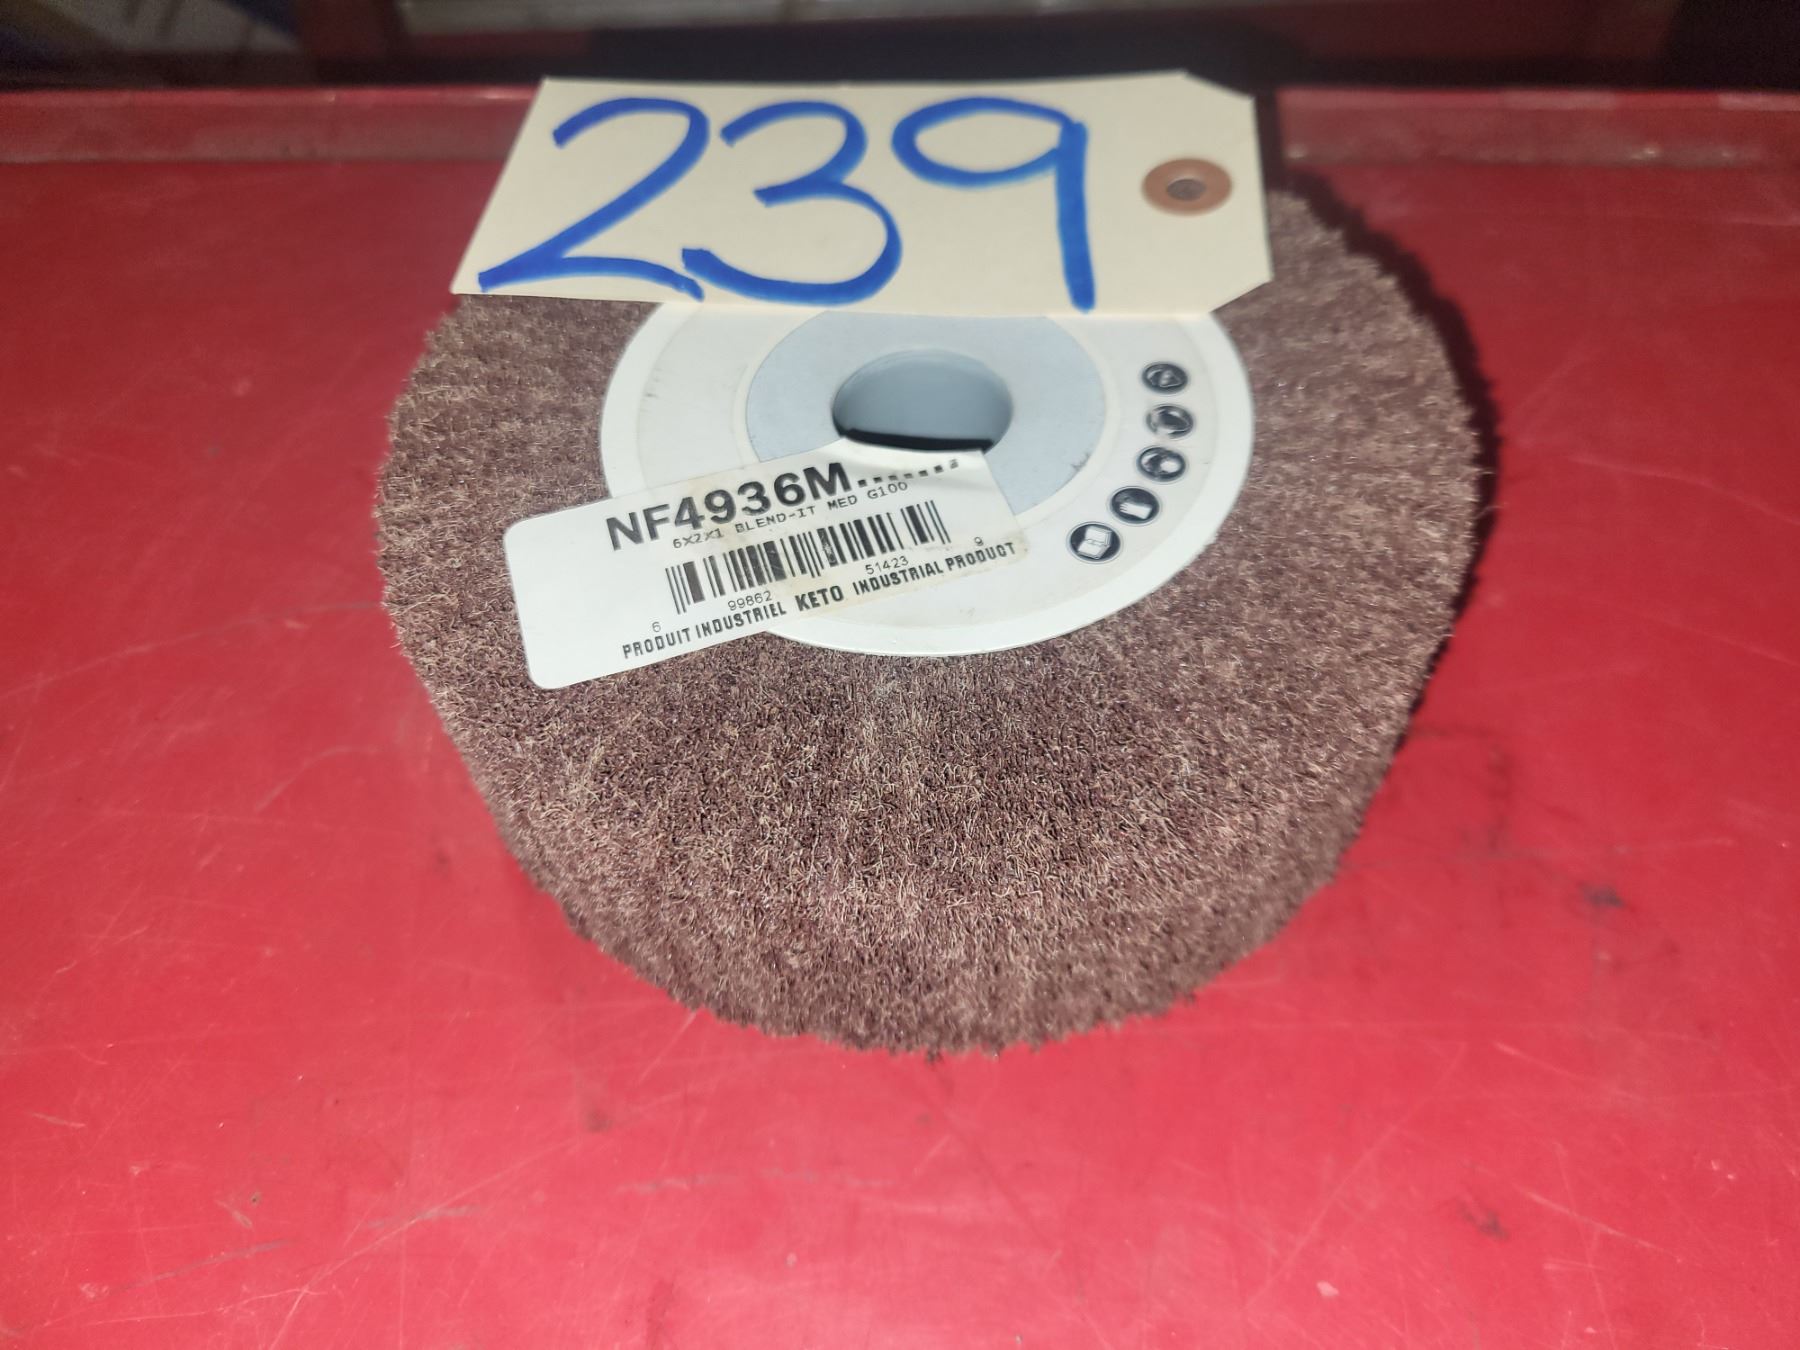 239
NF4936M.......
6X2X1 BLEND-IT MED G100
6 99862 51423 9
PRODUIT INDUSTRIEL KETO INDUSTRIAL PRODUCT